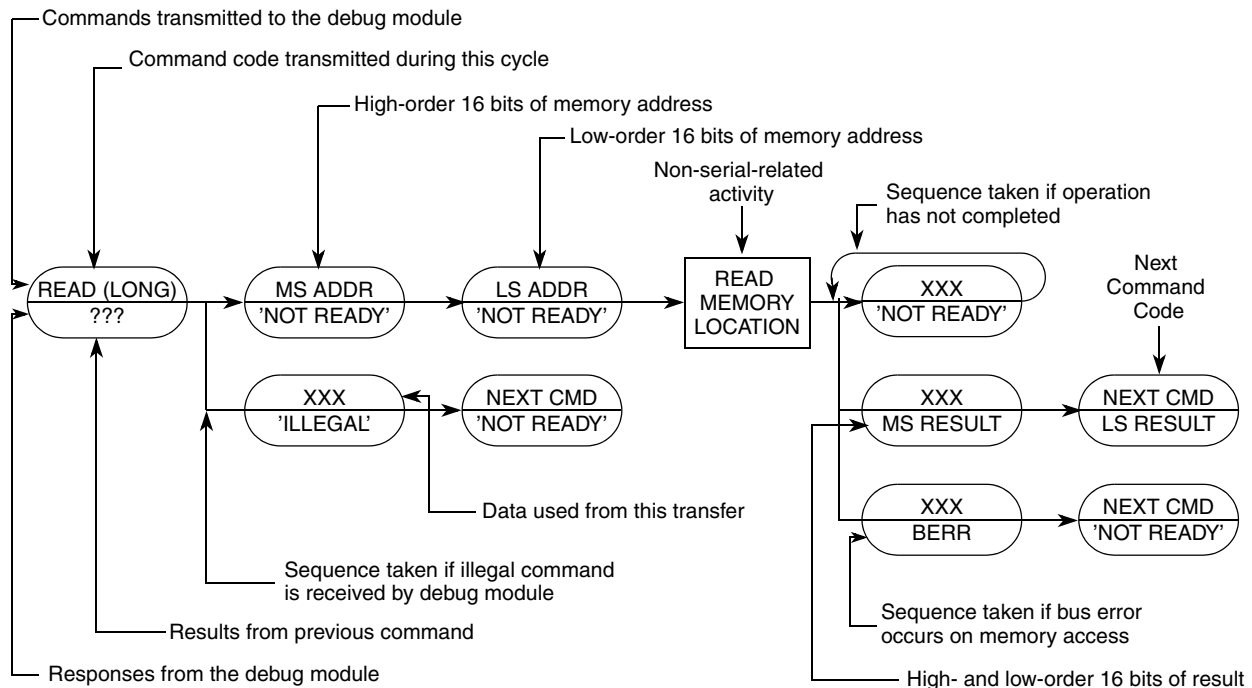 Commands transmitted to the debug module
Command code transmitted during this cycle
High-order 16 bits of memory address
Low-order 16 bits of memory address
Non-serial-related
activity
Sequence taken if operation
has not completed
Next
Command
Code
READ (LONG)
???
MS ADDR
'NOT READY'
LS ADDR
'NOT READY'
READ
MEMORY
LOCATION
XXX
'NOT READY'
XXX
'ILLEGAL'
NEXT CMD
'NOT READY'
XXX
MS RESULT
NEXT CMD
LS RESULT
XXX
BERR
NEXT CMD
'NOT READY'
Data used from this transfer
Sequence taken if illegal command
is received by debug module
Sequence taken if bus error
occurs on memory access
Results from previous command
Responses from the debug module
High- and low-order 16 bits of result